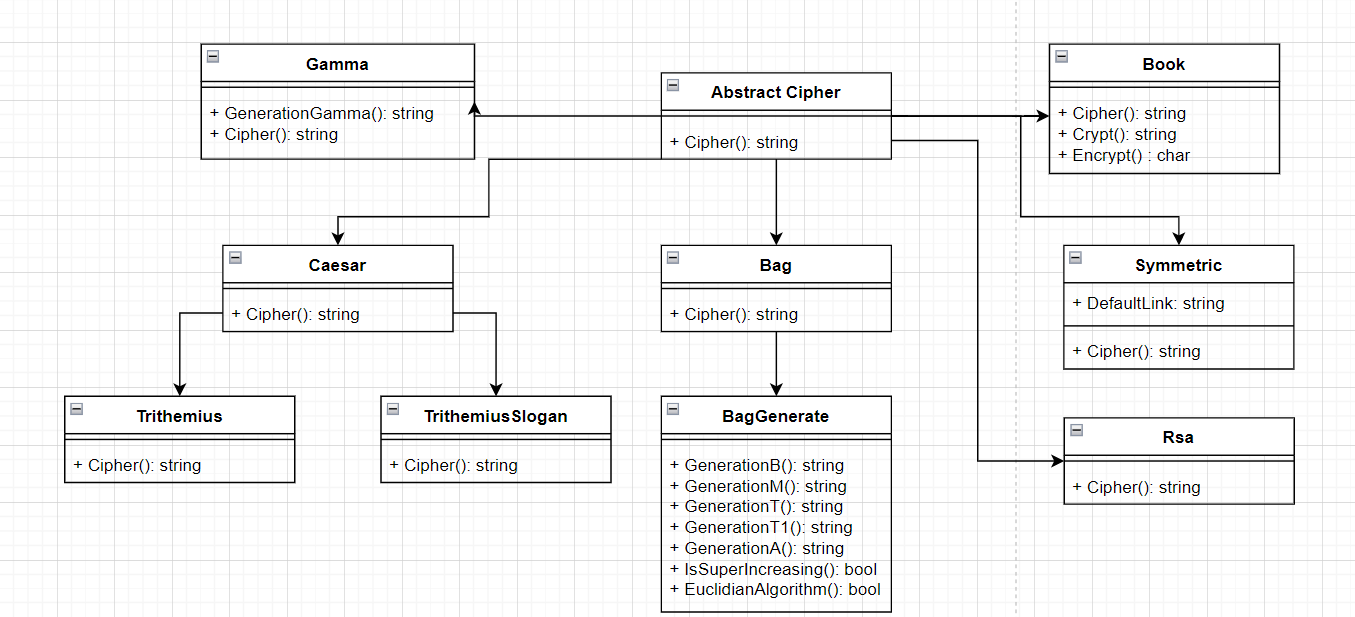 Gamma
+ GenerationGamma(): string
+ Cipher(): string
Abstract Cipher
+ Cipher(): string
Book
+ Cipher(): string
+ Crypt(): string
+ Encrypt() : char
Caesar
+ Cipher(): string
Bag
+ Cipher(): string
Symmetric
+ DefaultLink: string
+ Cipher(): string
Trithemius
+ Cipher(): string
TrithemiusSlogan
+ Cipher(): string
BagGenerate
+ GenerationB(): string
+ GenerationM(): string
+ GenerationT(): string
+ GenerationT1(): string
+ GenerationA(): string
+ IsSuperIncreasing(): bool
+ EuclidianAlgorithm(): bool
Rsa
+ Cipher(): string